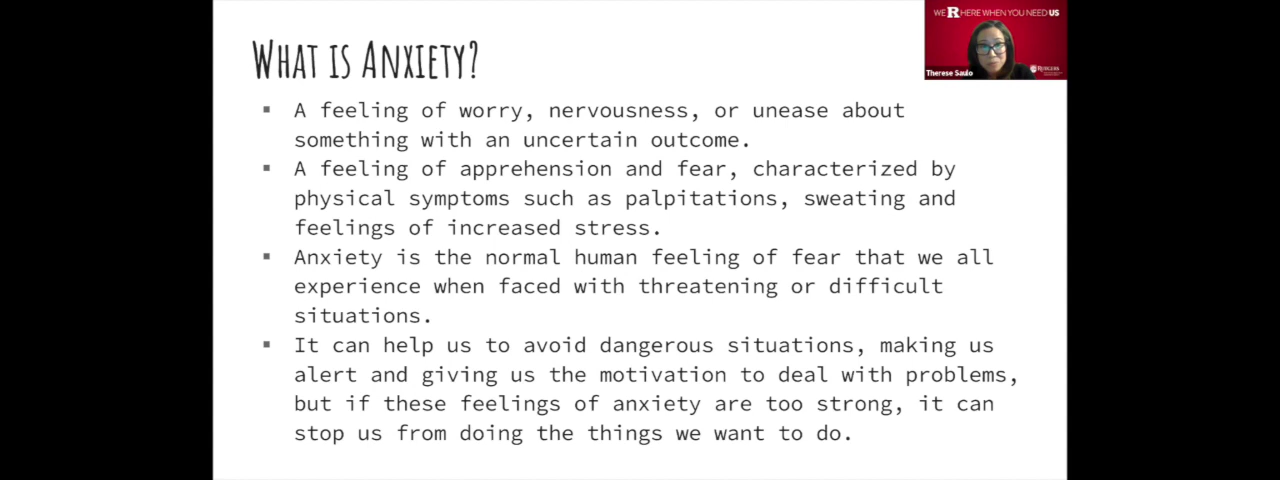 WE R HERE WHEN YOU NEED US
Therese Saulo
RUTGERS
WHAT IS ANXIETY?
▪ A feeling of worry, nervousness, or unease about
something with an uncertain outcome.
▪ A feeling of apprehension and fear, characterized by
physical symptoms such as palpitations, sweating and
feelings of increased stress.
▪ Anxiety is the normal human feeling of fear that we all
experience when faced with threatening or difficult
situations.
▪ It can help us to avoid dangerous situations, making us
alert and giving us the motivation to deal with problems,
but if these feelings of anxiety are too strong, it can
stop us from doing the things we want to do.